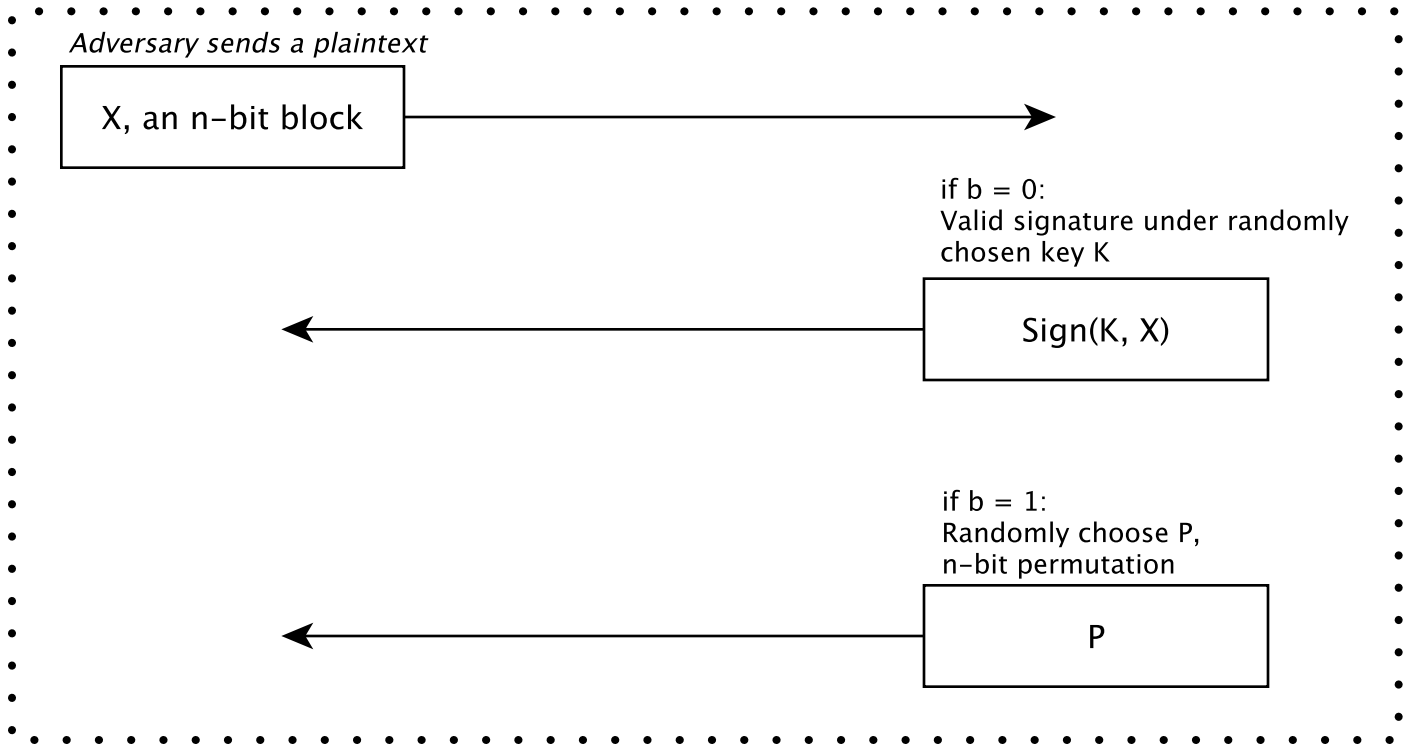 Adversary sends a plaintext
X, an n-bit block
if b = 0:
Valid signature under randomly
chosen key K
Sign(K, X)
if b = 1:
Randomly choose P,
n-bit permutation
P